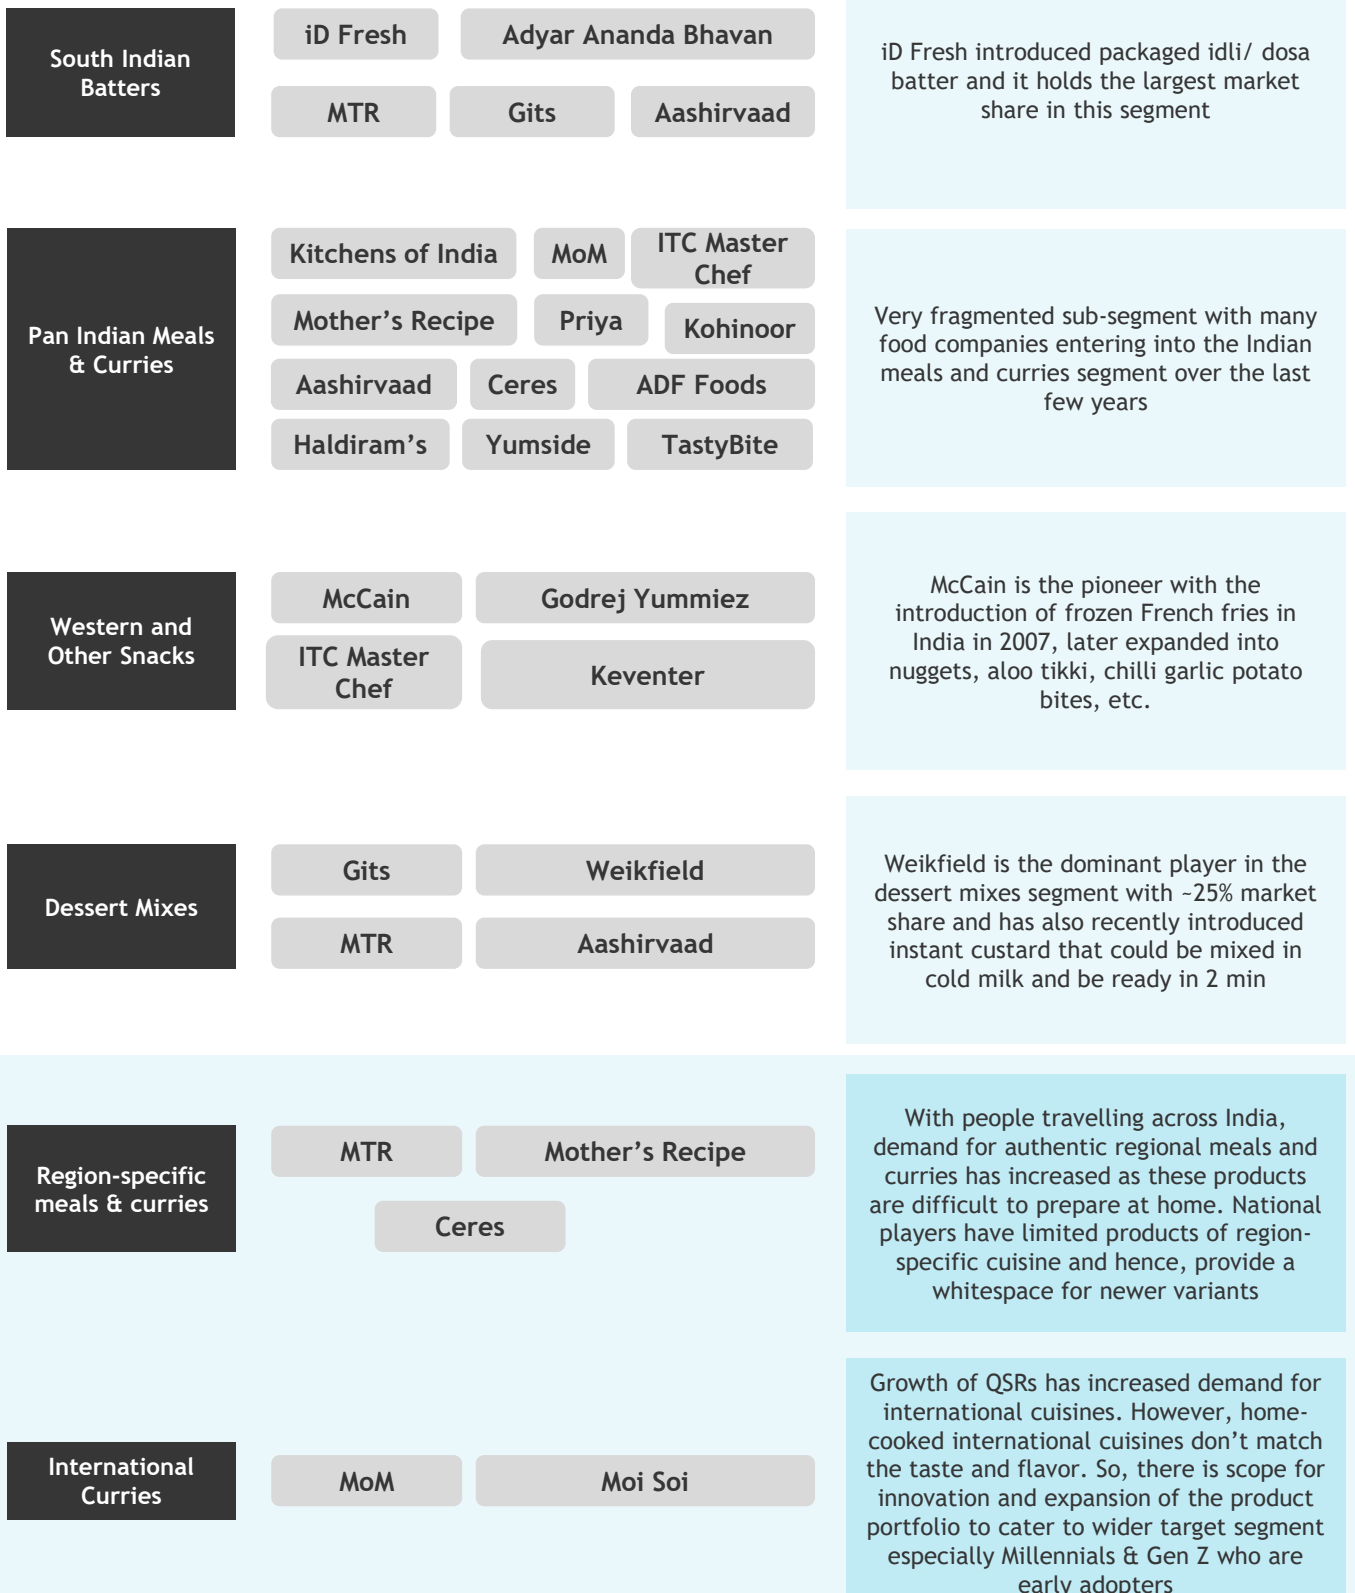 South Indian
Batters
iD Fresh
Adyar Ananda Bhavan
MTR
Gits
Aashirvaad
iD Fresh introduced packaged idli/ dosa
batter and it holds the largest market
share in this segment
Pan Indian Meals
& Curries
Kitchens of India
MoM
ITC Master
Chef
Mother’s Recipe
Priya
Kohinoor
Aashirvaad
Ceres
ADF Foods
Haldiram’s
Yumside
TastyBite
Very fragmented sub-segment with many
food companies entering into the Indian
meals and curries segment over the last
few years
Western and
Other Snacks
McCain
Godrej Yummiez
ITC Master
Chef
Keventer
McCain is the pioneer with the
introduction of frozen French fries in
India in 2007, later expanded into
nuggets, aloo tikki, chilli garlic potato
bites, etc.
Dessert Mixes
Gits
Weikfield
MTR
Aashirvaad
Weikfield is the dominant player in the
dessert mixes segment with ~25% market
share and has also recently introduced
instant custard that could be mixed in
cold milk and be ready in 2 min
Region-specific
meals & curries
MTR
Mother’s Recipe
Ceres
With people travelling across India,
demand for authentic regional meals and
curries has increased as these products
are difficult to prepare at home. National
players have limited products of region-
specific cuisine and hence, provide a
whitespace for newer variants
International
Curries
MoM
Moi Soi
Growth of QSRs has increased demand for
international cuisines. However, home-
cooked international cuisines don’t match
the taste and flavor. So, there is scope for
innovation and expansion of the product
portfolio to cater to wider target segment
especially Millennials & Gen Z who are
early adopters